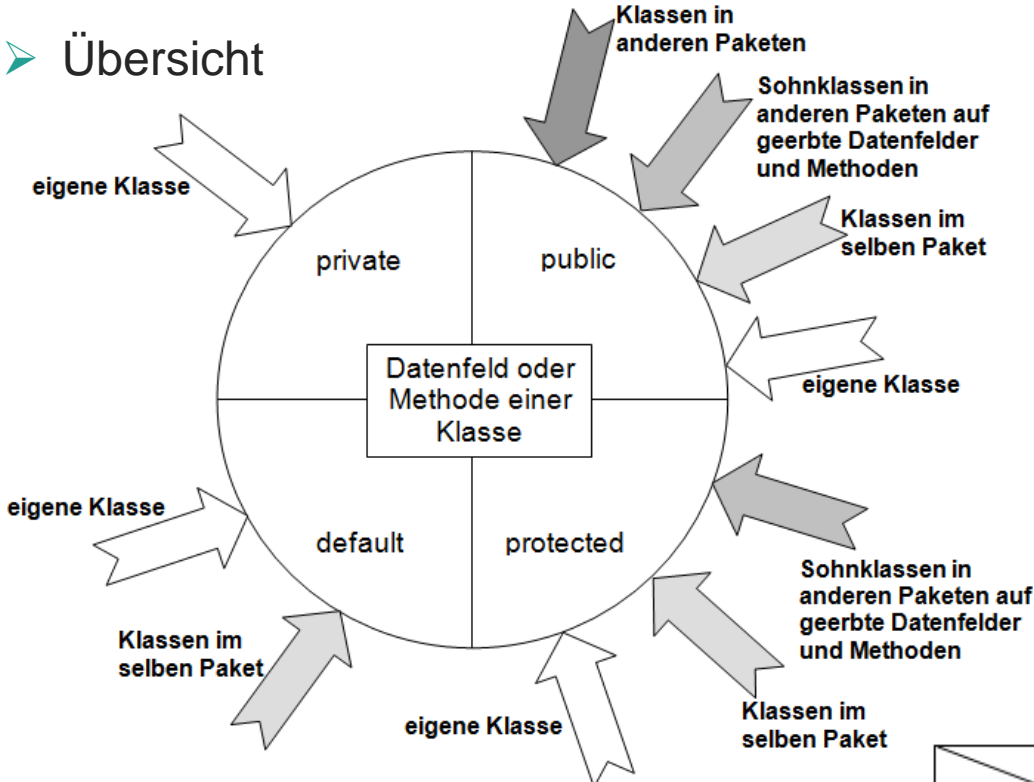 ➢ Übersicht
Klassen in
anderen Paketen
Sohnklassen in
anderen Paketen auf
geerbte Datenfelder
und Methoden
eigene Klasse
Klassen im
selben Paket
private
public
eigene Klasse
Datenfeld oder
Methode einer
Klasse
eigene Klasse
default
protected
Sohnklassen in
anderen Paketen auf
geerbte Datenfelder
und Methoden
Klassen im
selben Paket
eigene Klasse
Klassen im
selben Paket